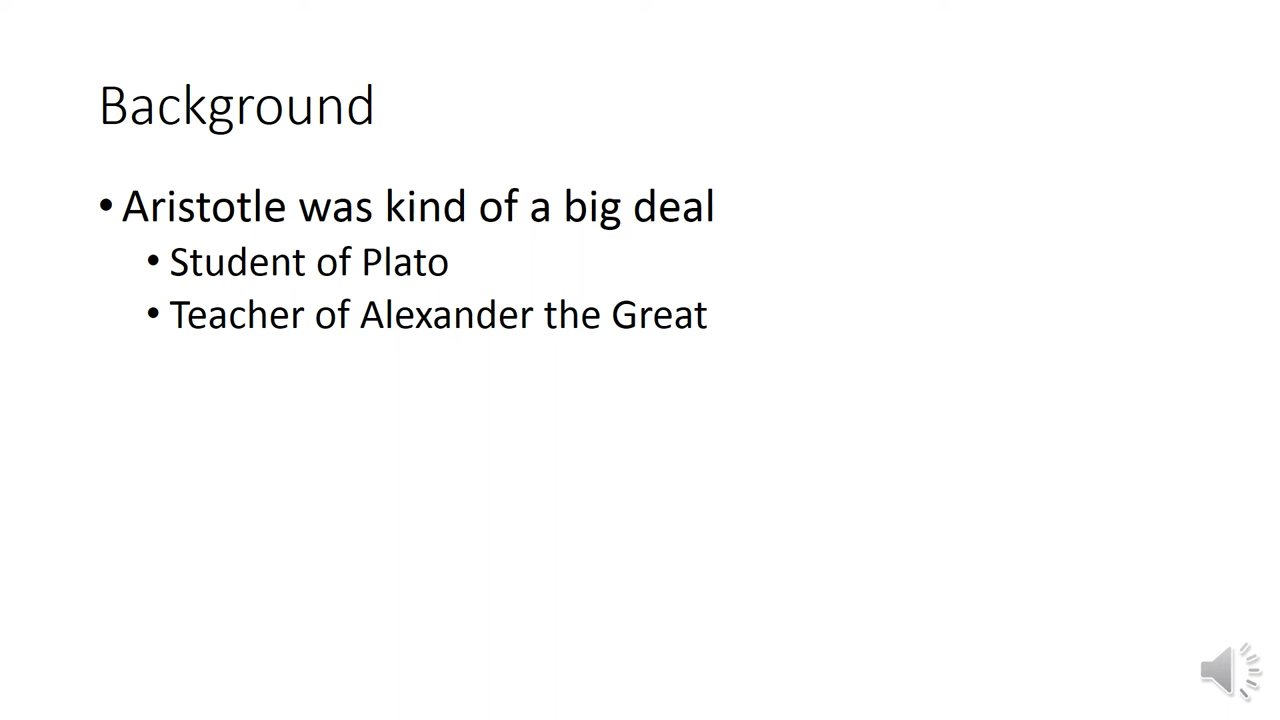 Background
• Aristotle was kind of a big deal
• Student of Plato
• Teacher of Alexander the Great